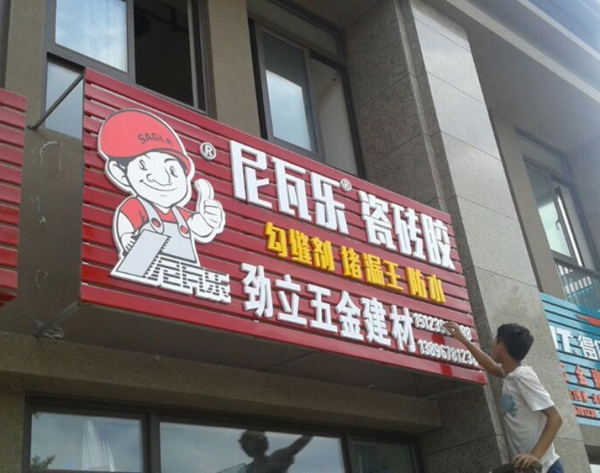 SAGLE
® 尼瓦乐® 瓷砖胶
勾缝剂 堵漏王 防水
尼瓦乐
劲立五金建材